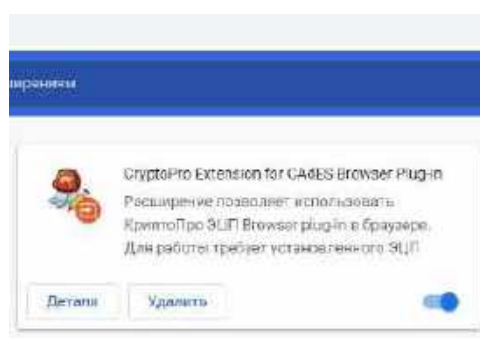 ширениям
CryptoPro Extension for CAdES Browser Plug-in
Расширение позволяет использовать
КриптоПро ЭЦП Browser plug-in в браузере.
Для работы требует установленного ЭЦП
Детали
Удалить